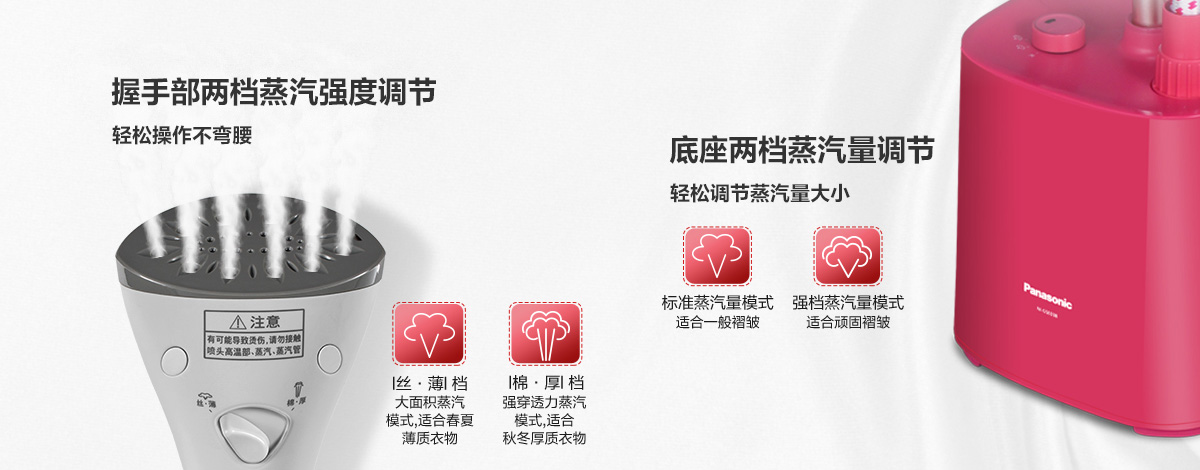 握手部两档蒸汽强度调节
轻松操作不弯腰
注意
有可能导致烫伤,请勿接触
喷头高温部、蒸汽、蒸汽管
丝·薄
棉·厚
|丝·薄| 档
大面积蒸汽
模式,适合春夏
薄质衣物
|棉·厚| 档
强穿透力蒸汽
模式,适合
秋冬厚质衣物
底座两档蒸汽量调节
轻松调节蒸汽量大小
标准蒸汽量模式
适合一般褶皱
强档蒸汽量模式
适合顽固褶皱
Panasonic